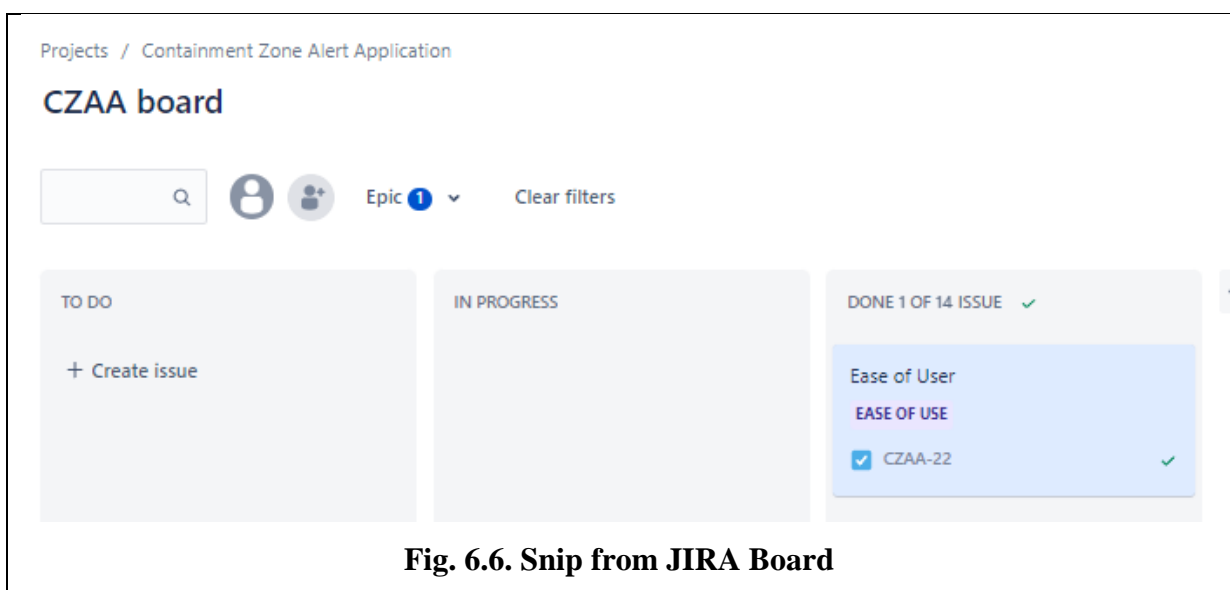 Projects / Containment Zone Alert Application
CZAA board
Epic 1 Clear filters
TO DO IN PROGRESS DONE 1 OF 14 ISSUE
+ Create issue
Ease of User
EASE OF USE
CZAA-22
Fig. 6.6. Snip from JIRA Board